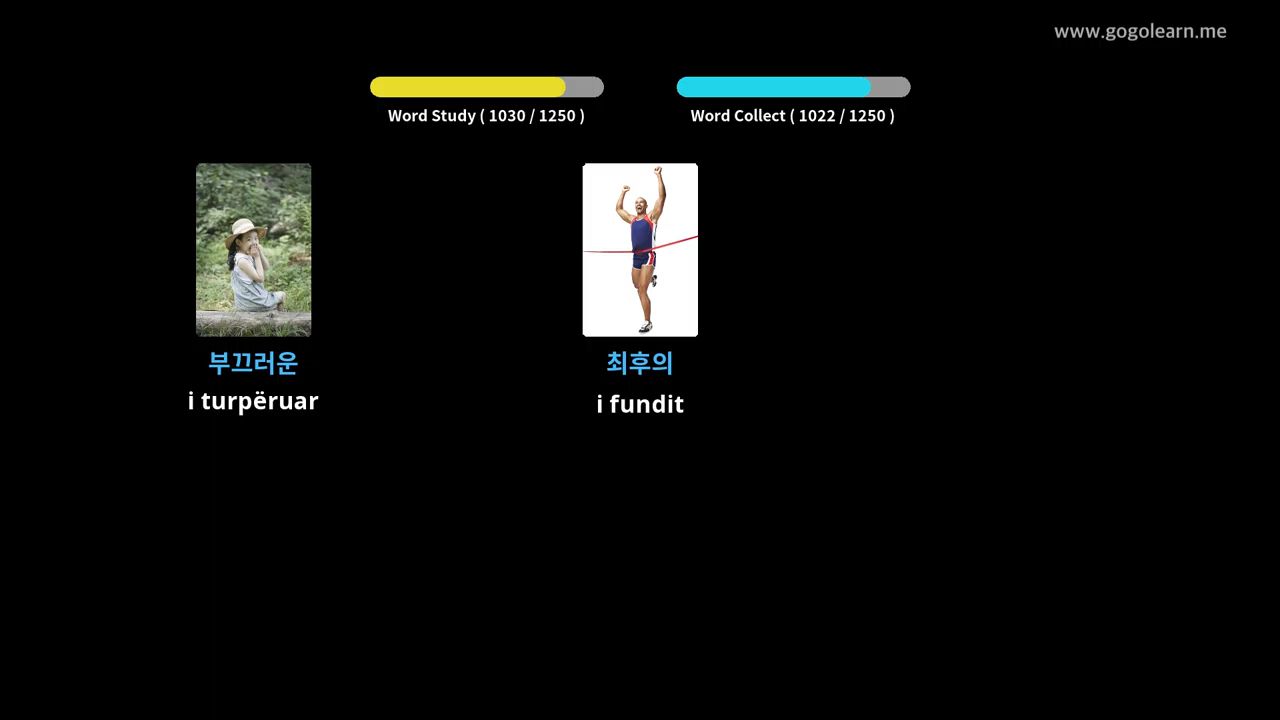 www.gogolearn.me
Word Study ( 1030 / 1250 )
Word Collect ( 1022 / 1250 )
부끄러운
i turpëruar
최후의
i fundit